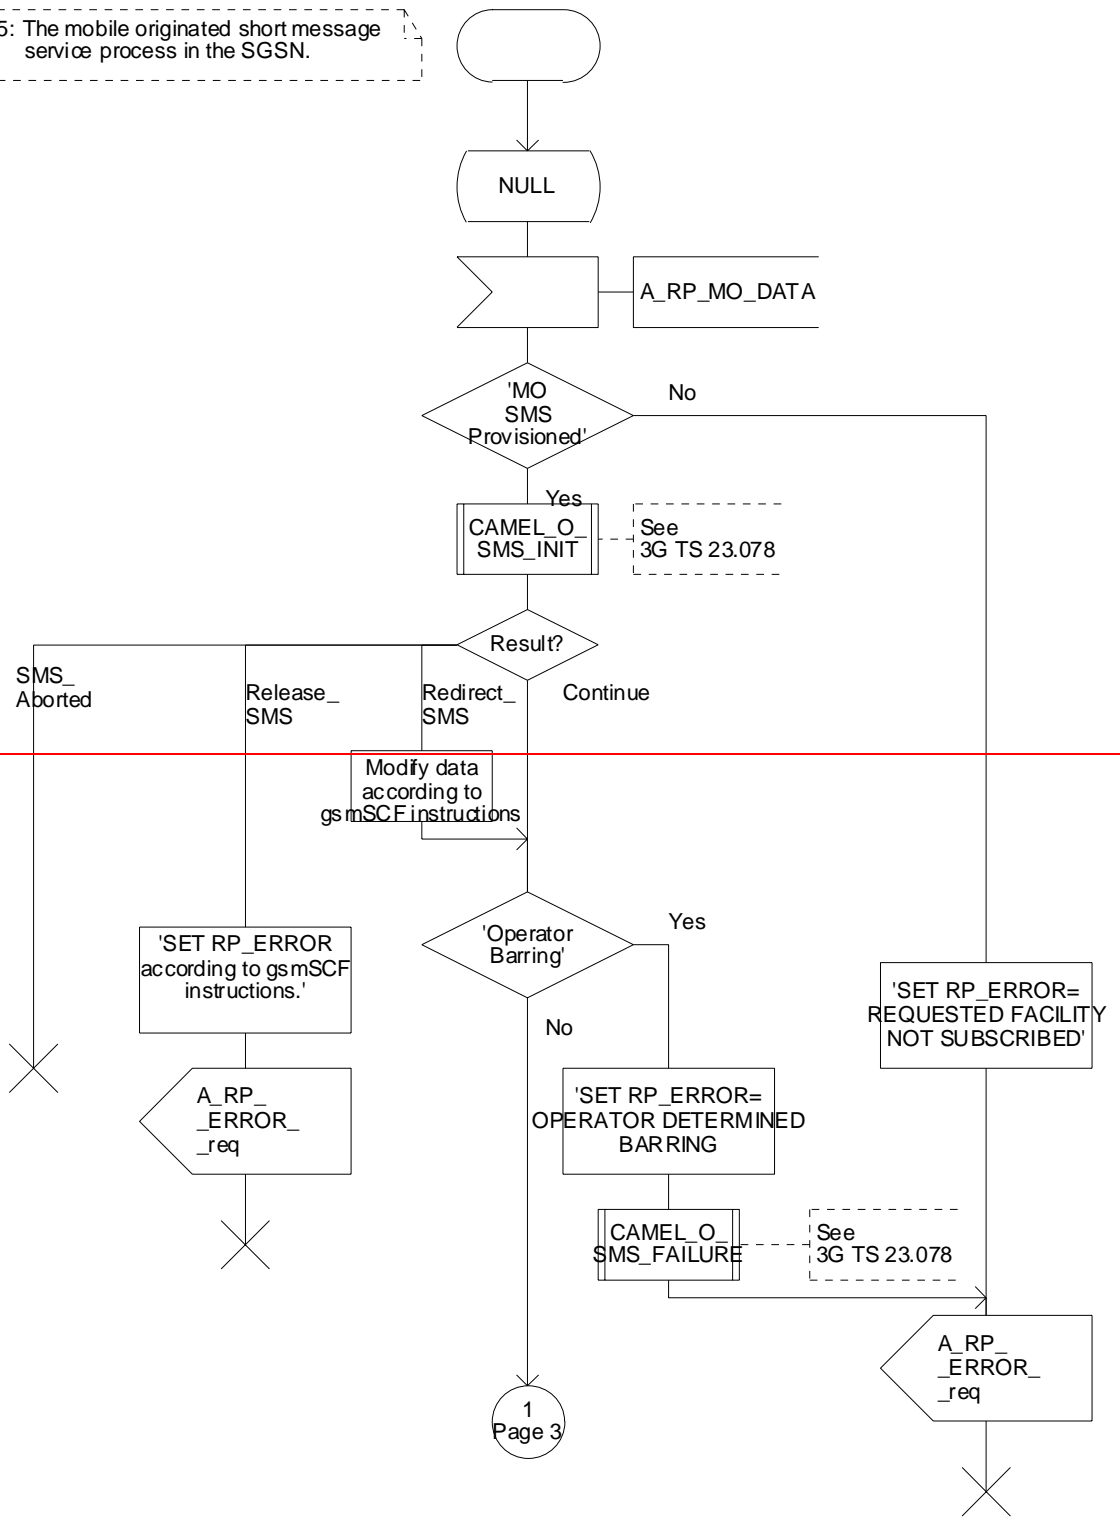 5: The mobile originated short message
service process in the SGSN.
NULL
A_RP_MO_DATA
'MO
SMS
Provisioned'
No
Yes
CAMEL_O_
SMS_INIT
See
3G TS 23.078
Result?
SMS_
Aborted
Release_
SMS
Redirect_
SMS
Continue
Modify data
according to
gsmSCF instructions
'Operator
Barring'
Yes
No
'SET RP_ERROR
according to gsmSCF
instructions.'
'SET RP_ERROR=
REQUESTED FACILITY
NOT SUBSCRIBED'
A_RP_
_ERROR_
_req
'SET RP_ERROR=
OPERATOR DETERMINED
BARRING
CAMEL_O_
SMS_FAILURE
See
3G TS 23.078
A_RP_
_ERROR_
_req
1
Page 3